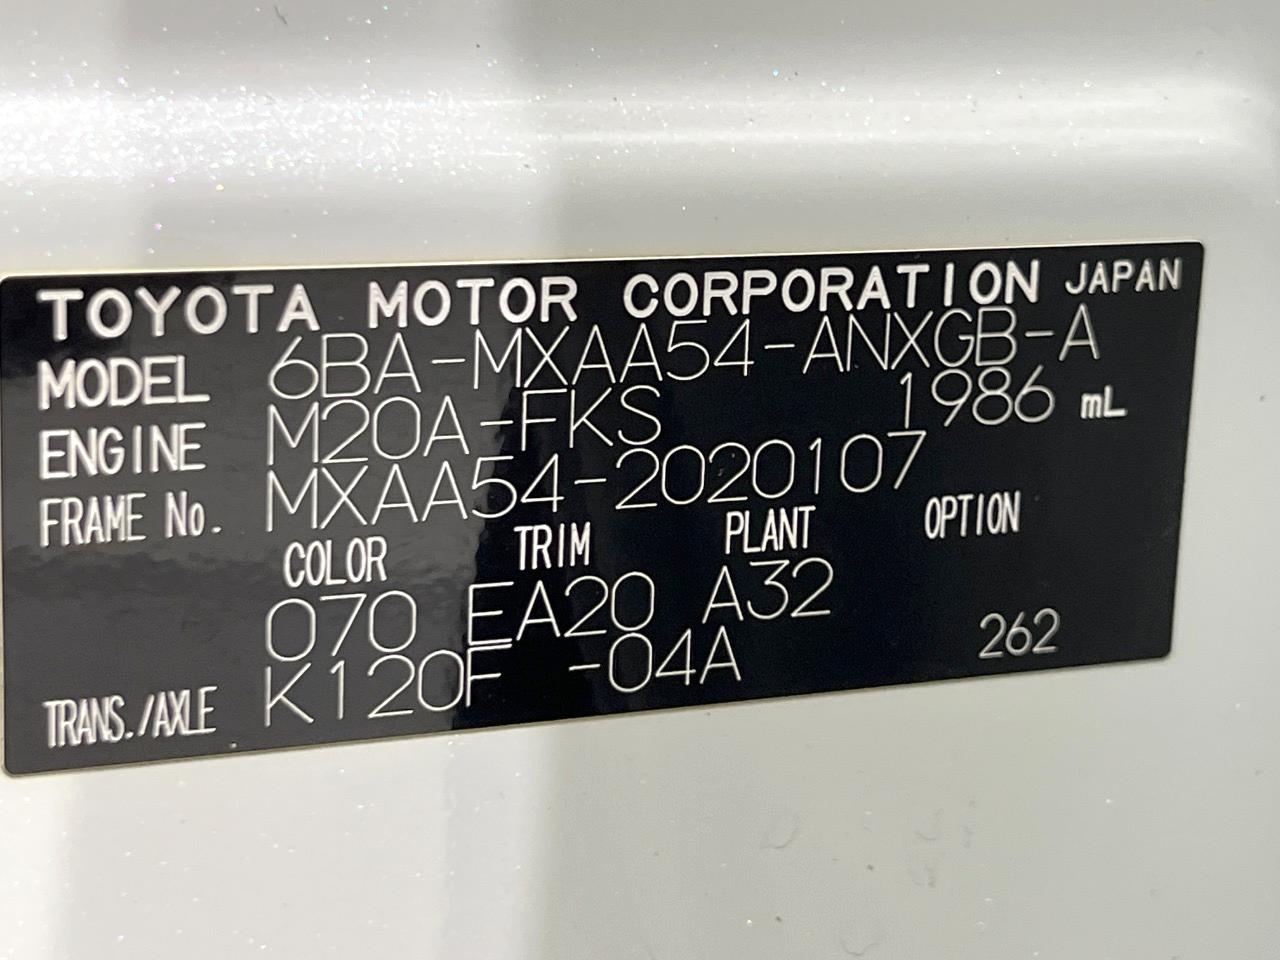 TOYOTA MOTOR CORPORATION JAPAN
MODEL 6BA-MXAA54-ANXGB-A
ENGINE M20A-FKS 1986 mL
FRAME No. MXAA54-2020107
COLOR TRIM PLANT OPTION
070 EA20 A32
TRANS./AXLE K120F -04A 262